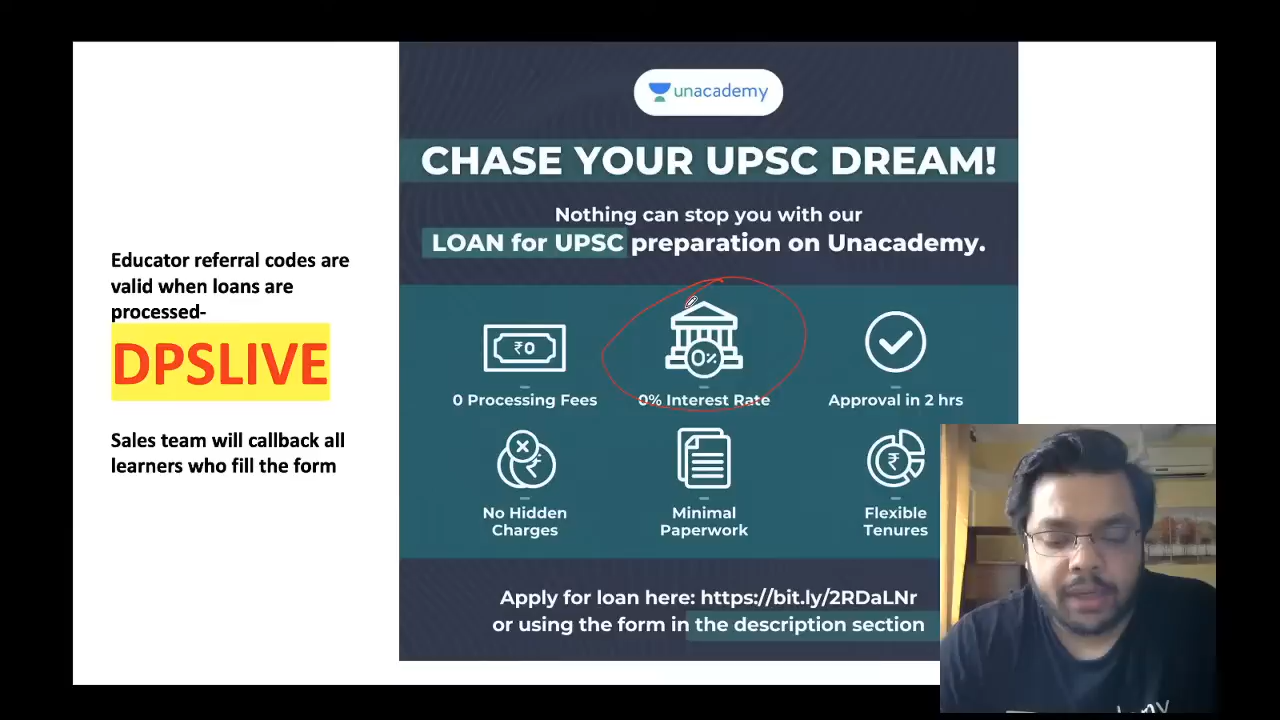 Educator referral codes are
valid when loans are
processed-
DPSLIVE
Sales team will callback all
learners who fill the form
unacademy
CHASE YOUR UPSC DREAM!
Nothing can stop you with our
LOAN for UPSC preparation on Unacademy.
₹0
0%
0 Processing Fees
0% Interest Rate
Approval in 2 hrs
₹
₹
No Hidden
Charges
Minimal
Paperwork
Flexible
Tenures
Apply for loan here: https://bit.ly/2RDaLNr
or using the form in the description section